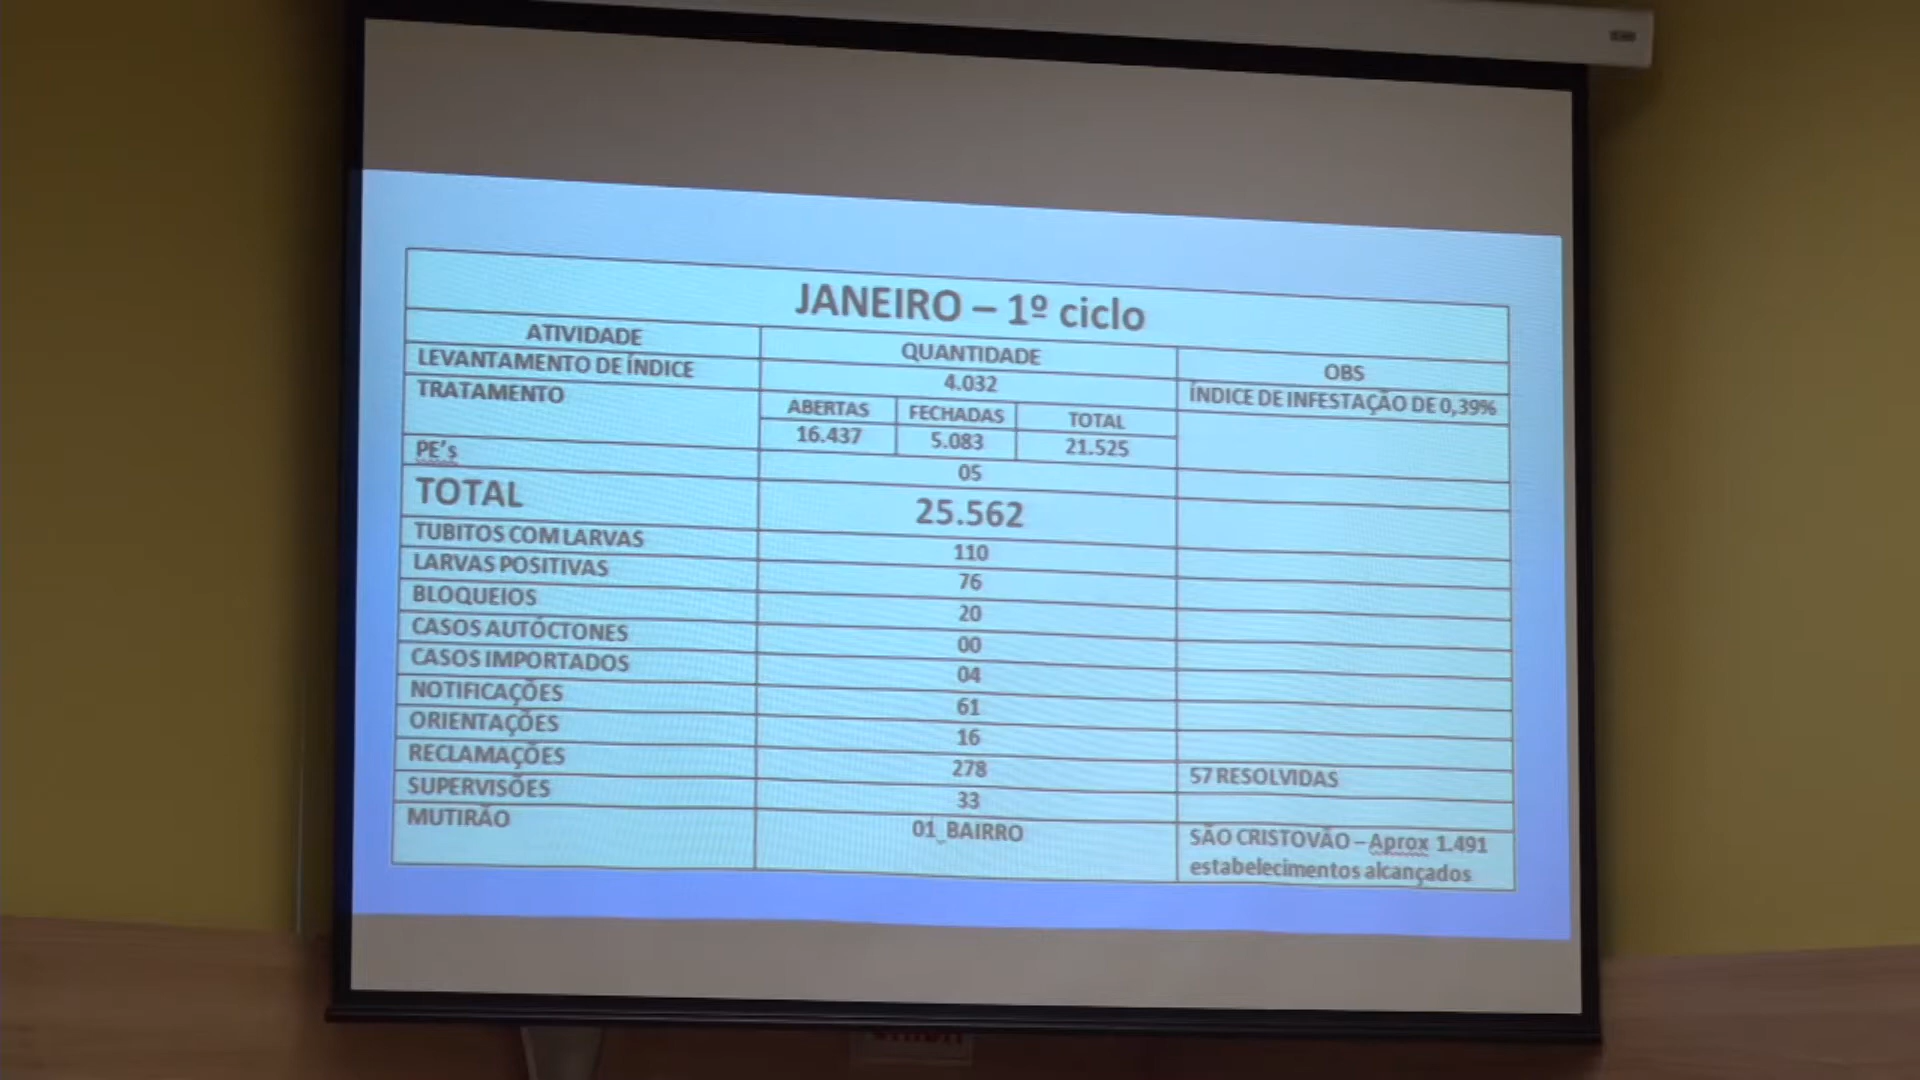 JANEIRO – 1º ciclo
ATIVIDADE QUANTIDADE OBS
LEVANTAMENTO DE ÍNDICE 4.032 ÍNDICE DE INFESTAÇÃO DE 0,39%
TRATAMENTO ABERTAS FECHADAS TOTAL
16.437 5.083 21.525
PE's 05
TOTAL 25.562
TUBITOS COM LARVAS 110
LARVAS POSITIVAS 76
BLOQUEIOS 20
CASOS AUTÓCTONES 00
CASOS IMPORTADOS 04
NOTIFICAÇÕES 61
ORIENTAÇÕES 16
RECLAMAÇÕES 278 57 RESOLVIDAS
SUPERVISÕES 33
MUTIRÃO 01 BAIRRO SÃO CRISTOVÃO – Aprox 1.491
estabelecimentos alcançados